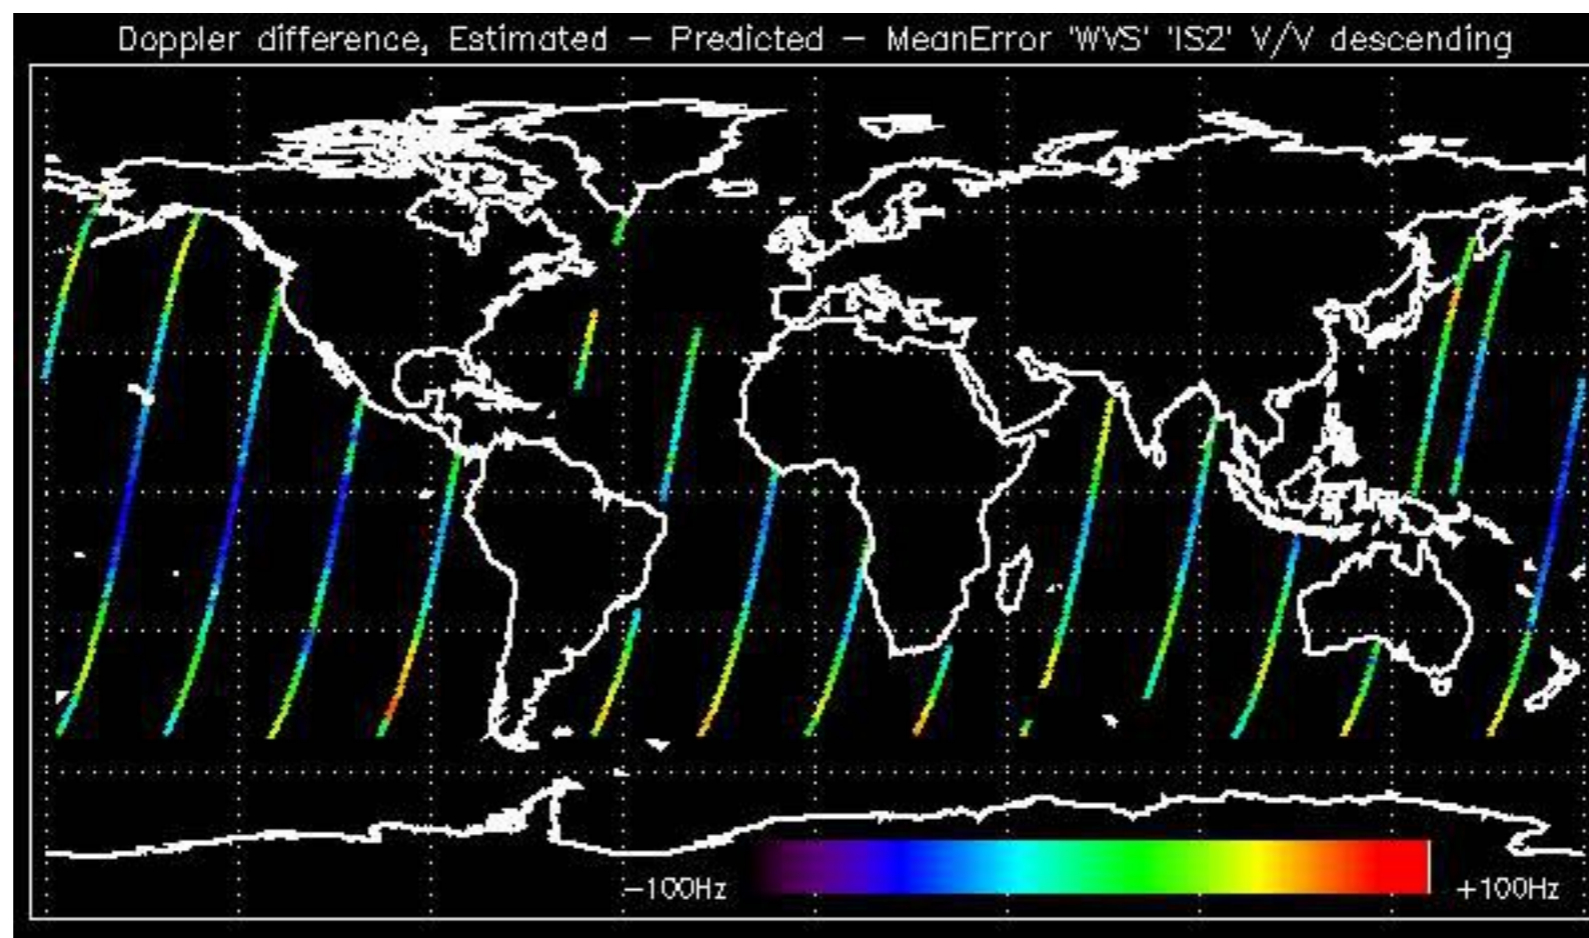 Doppler difference, Estimated – Predicted – MeanError 'WVS' 'IS2' V/V descending
–100Hz
+100Hz